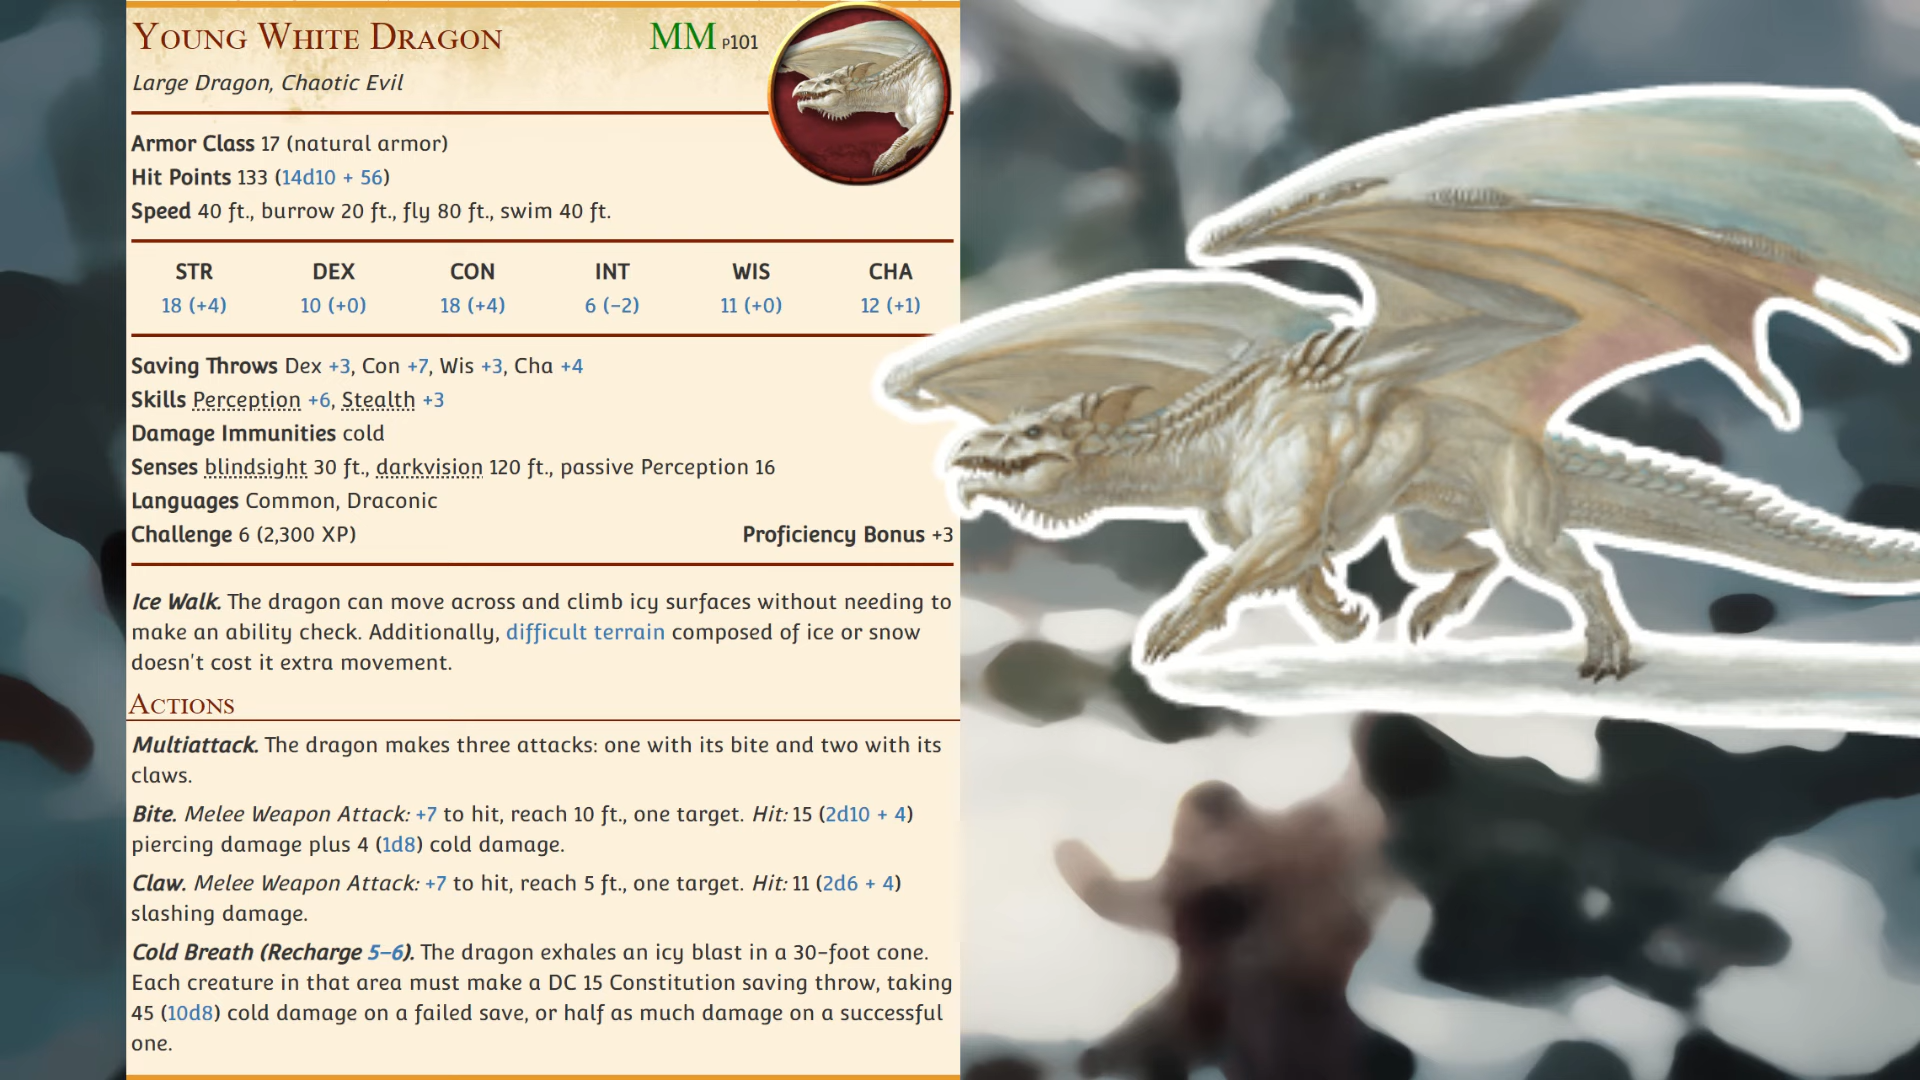 Young White Dragon MM P101
Large Dragon, Chaotic Evil
Armor Class 17 (natural armor)
Hit Points 133 (14d10 + 56)
Speed 40 ft., burrow 20 ft., fly 80 ft., swim 40 ft.
STR DEX CON INT WIS CHA
18 (+4) 10 (+0) 18 (+4) 6 (−2) 11 (+0) 12 (+1)
Saving Throws Dex +3, Con +7, Wis +3, Cha +4
Skills Perception +6, Stealth +3
Damage Immunities cold
Senses blindsight 30 ft., darkvision 120 ft., passive Perception 16
Languages Common, Draconic
Challenge 6 (2,300 XP) Proficiency Bonus +3
Ice Walk. The dragon can move across and climb icy surfaces without needing to
make an ability check. Additionally, difficult terrain composed of ice or snow
doesn't cost it extra movement.
Actions
Multiattack. The dragon makes three attacks: one with its bite and two with its
claws.
Bite. Melee Weapon Attack: +7 to hit, reach 10 ft., one target. Hit: 15 (2d10 + 4)
piercing damage plus 4 (1d8) cold damage.
Claw. Melee Weapon Attack: +7 to hit, reach 5 ft., one target. Hit: 11 (2d6 + 4)
slashing damage.
Cold Breath (Recharge 5–6). The dragon exhales an icy blast in a 30-foot cone.
Each creature in that area must make a DC 15 Constitution saving throw, taking
45 (10d8) cold damage on a failed save, or half as much damage on a successful
one.